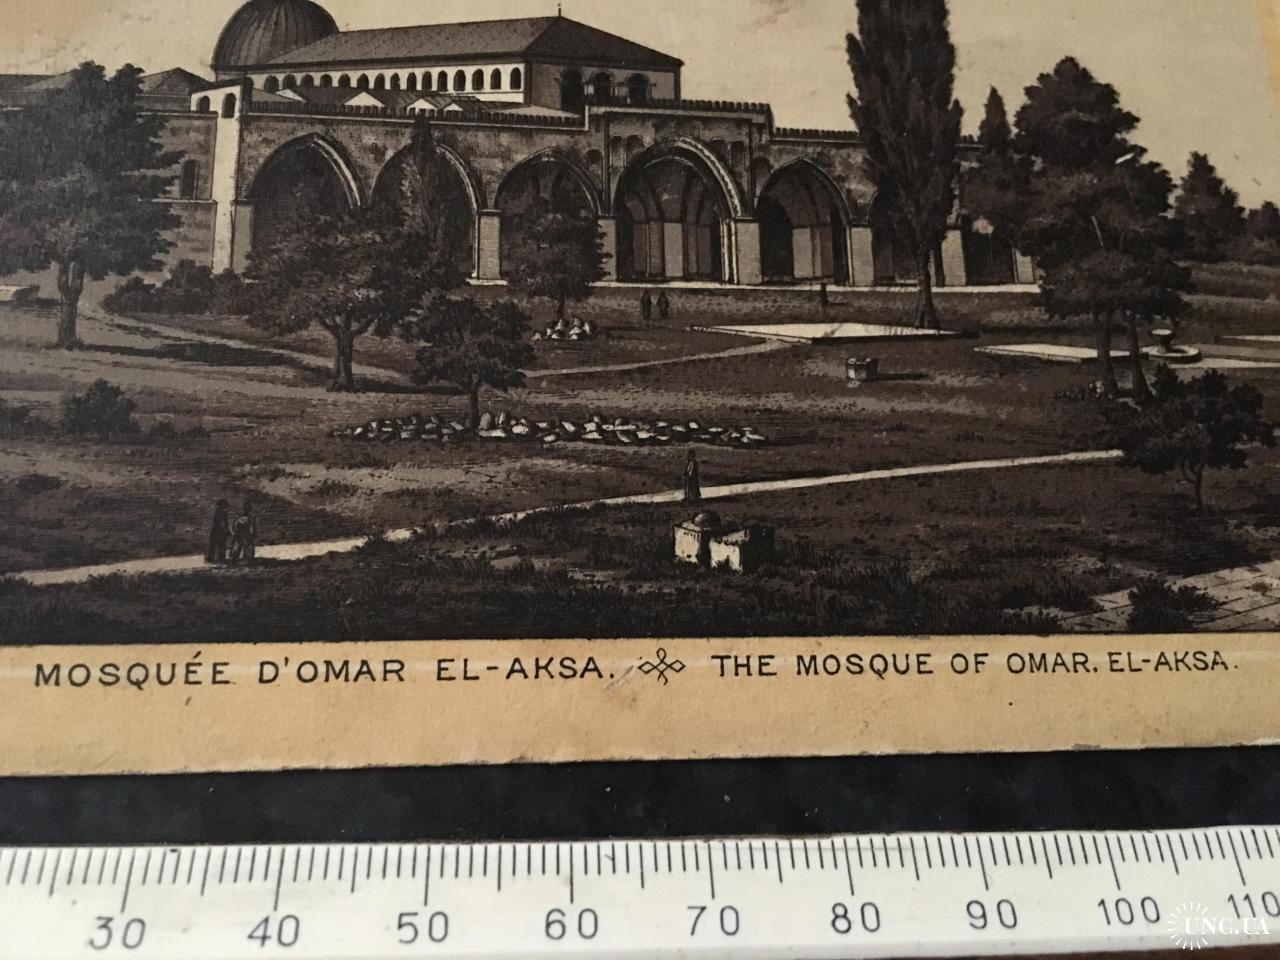 MOSQUÉE D'OMAR EL-AKSA. THE MOSQUE OF OMAR. EL-AKSA.
30 40 50 60 70 80 90 100 110
UNC.UA